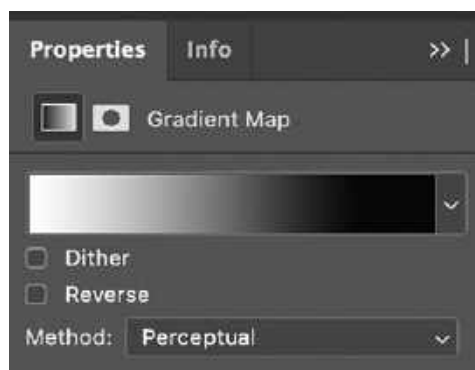 Properties Info >> |
Gradient Map
Dither
Reverse
Method: Perceptual